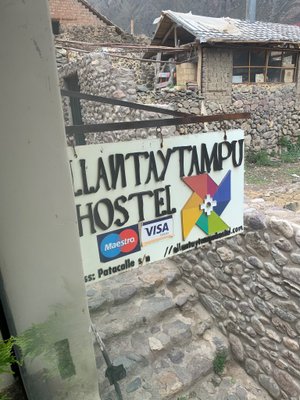 LLANTAYTAMPU
HOSTEL
Maestro
VISA
ss: Patacalle s/n